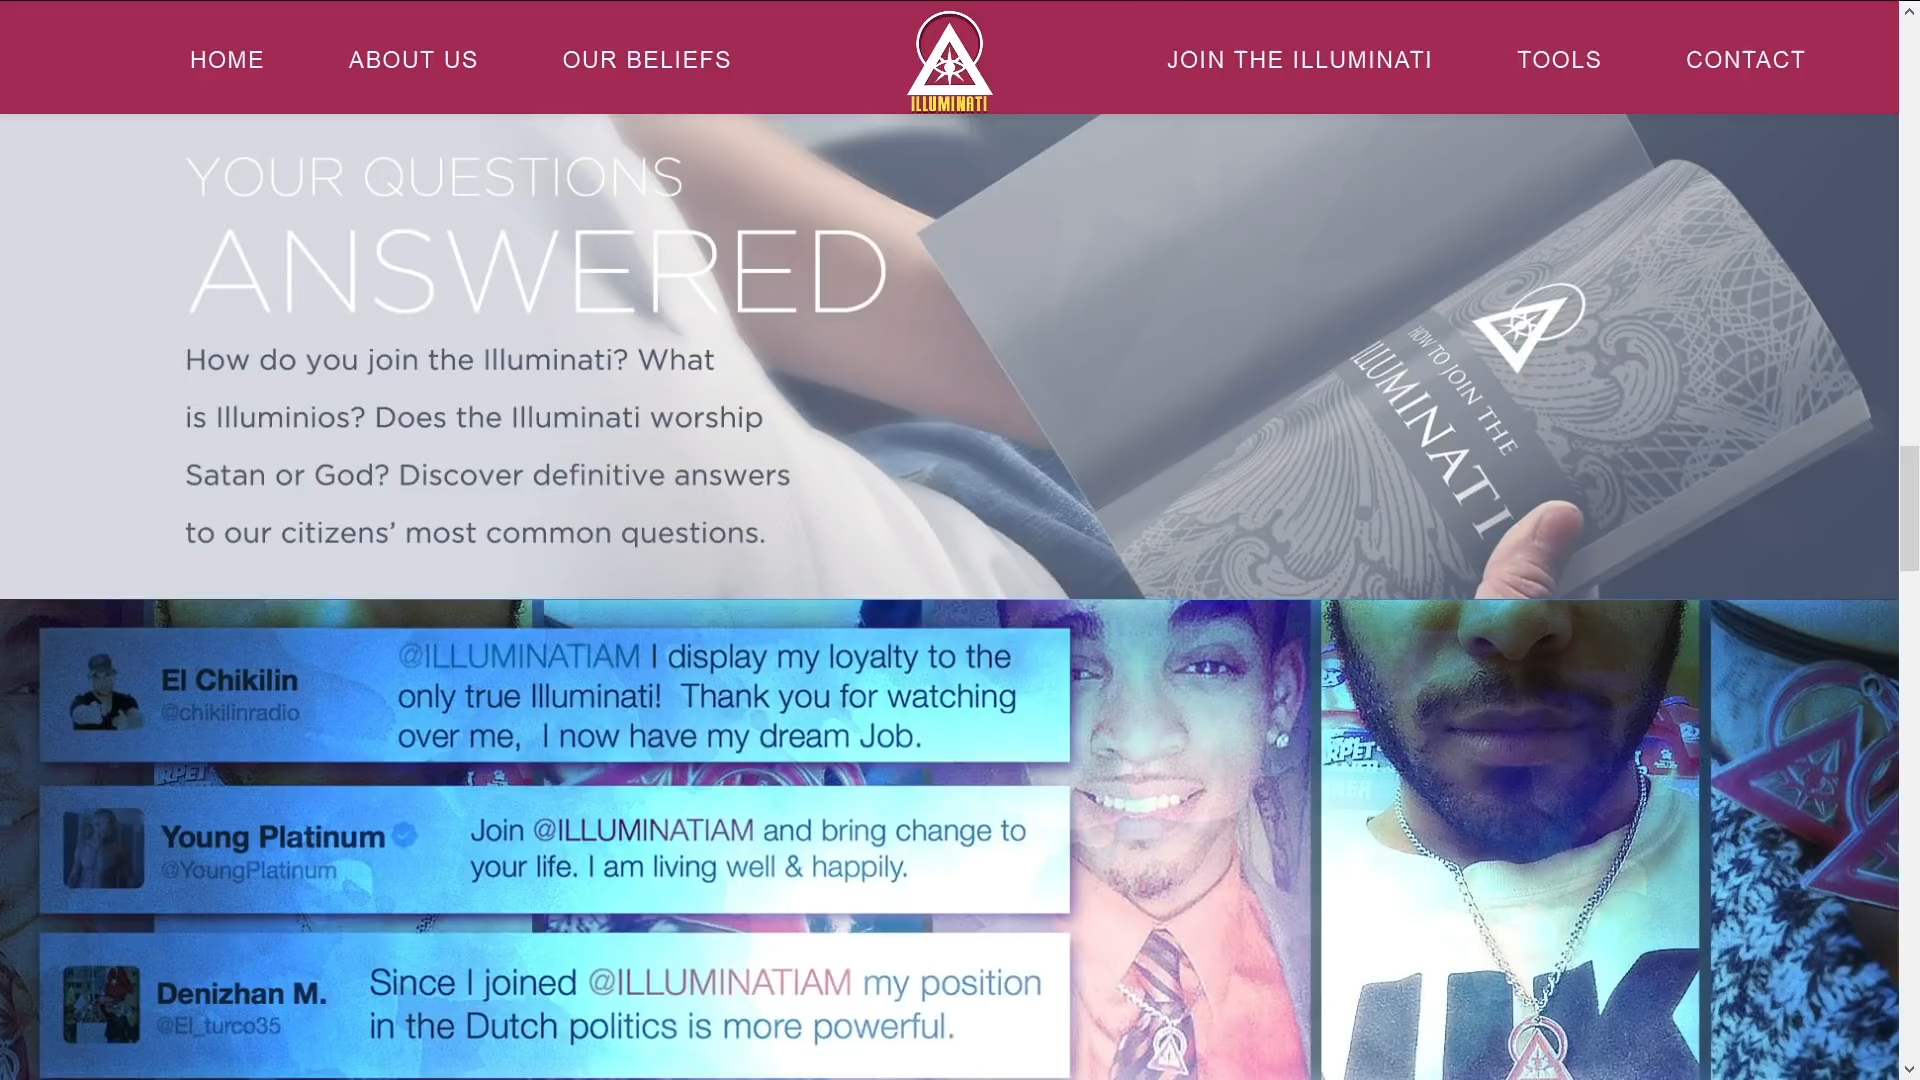 HOME ABOUT US OUR BELIEFS ILLUMINATI JOIN THE ILLUMINATI TOOLS CONTACT
YOUR QUESTIONS
ANSWERED
How do you join the Illuminati? What
is Illuminios? Does the Illuminati worship
Satan or God? Discover definitive answers
to our citizens’ most common questions.
HOW TO JOIN THE
ILLUMINATI
El Chikilin
@chikilinradio
@ILLUMINATIAM I display my loyalty to the
only true Illuminati! Thank you for watching
over me, I now have my dream Job.
Young Platinum
@YoungPlatinum
Join @ILLUMINATIAM and bring change to
your life. I am living well & happily.
Denizhan M.
@El_turco35
Since I joined @ILLUMINATIAM my position
in the Dutch politics is more powerful.